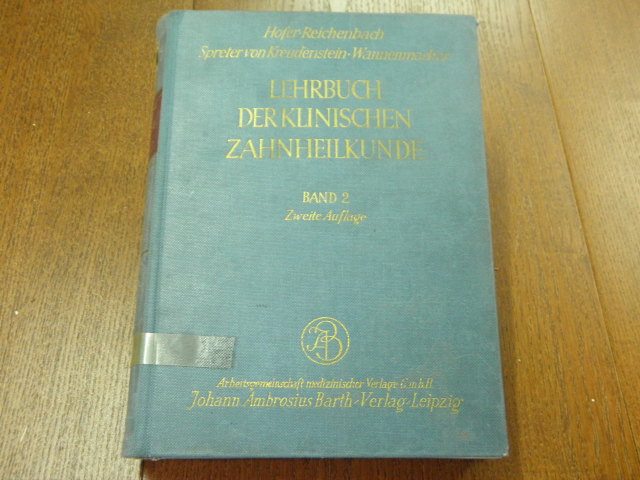 Hofer·Reichenbach
Spreter von Kreudenstein·Wannenmacher
LEHRBUCH
DER KLINISCHEN
ZAHNHEILKUNDE
BAND 2
Zweite Auflage
JAB
Arbeitsgemeinschaft medizinischer Verlage G.m.b.H.
Johann·Ambrosius Barth·Verlag·Leipzig